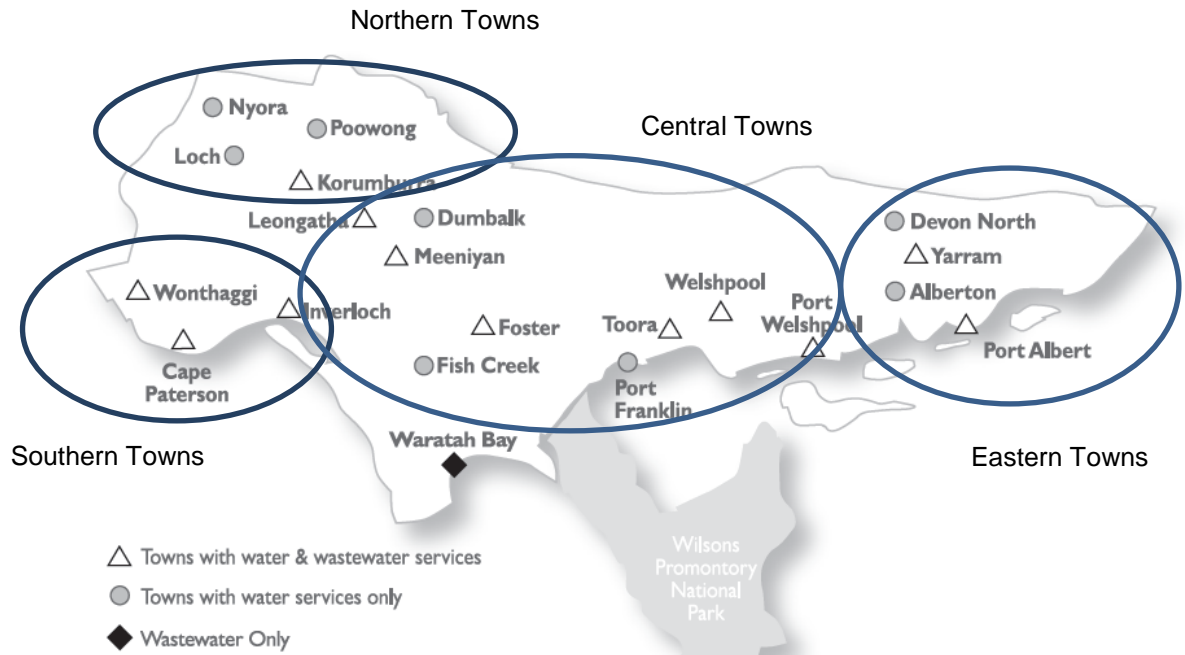 Northern Towns
Nyora
Poowong
Central Towns
Loch
Korumburra
Leongatha
Dumbalk
Devon North
Meeniyan
Yarram
Wonthaggi
Inverloch
Welshpool
Alberton
Foster
Toora
Port
Welshpool
Port Albert
Cape
Paterson
Fish Creek
Port
Franklin
Waratah Bay
Southern Towns
Eastern Towns
Wilsons
Promontory
National
Park
Towns with water & wastewater services
Towns with water services only
Wastewater Only